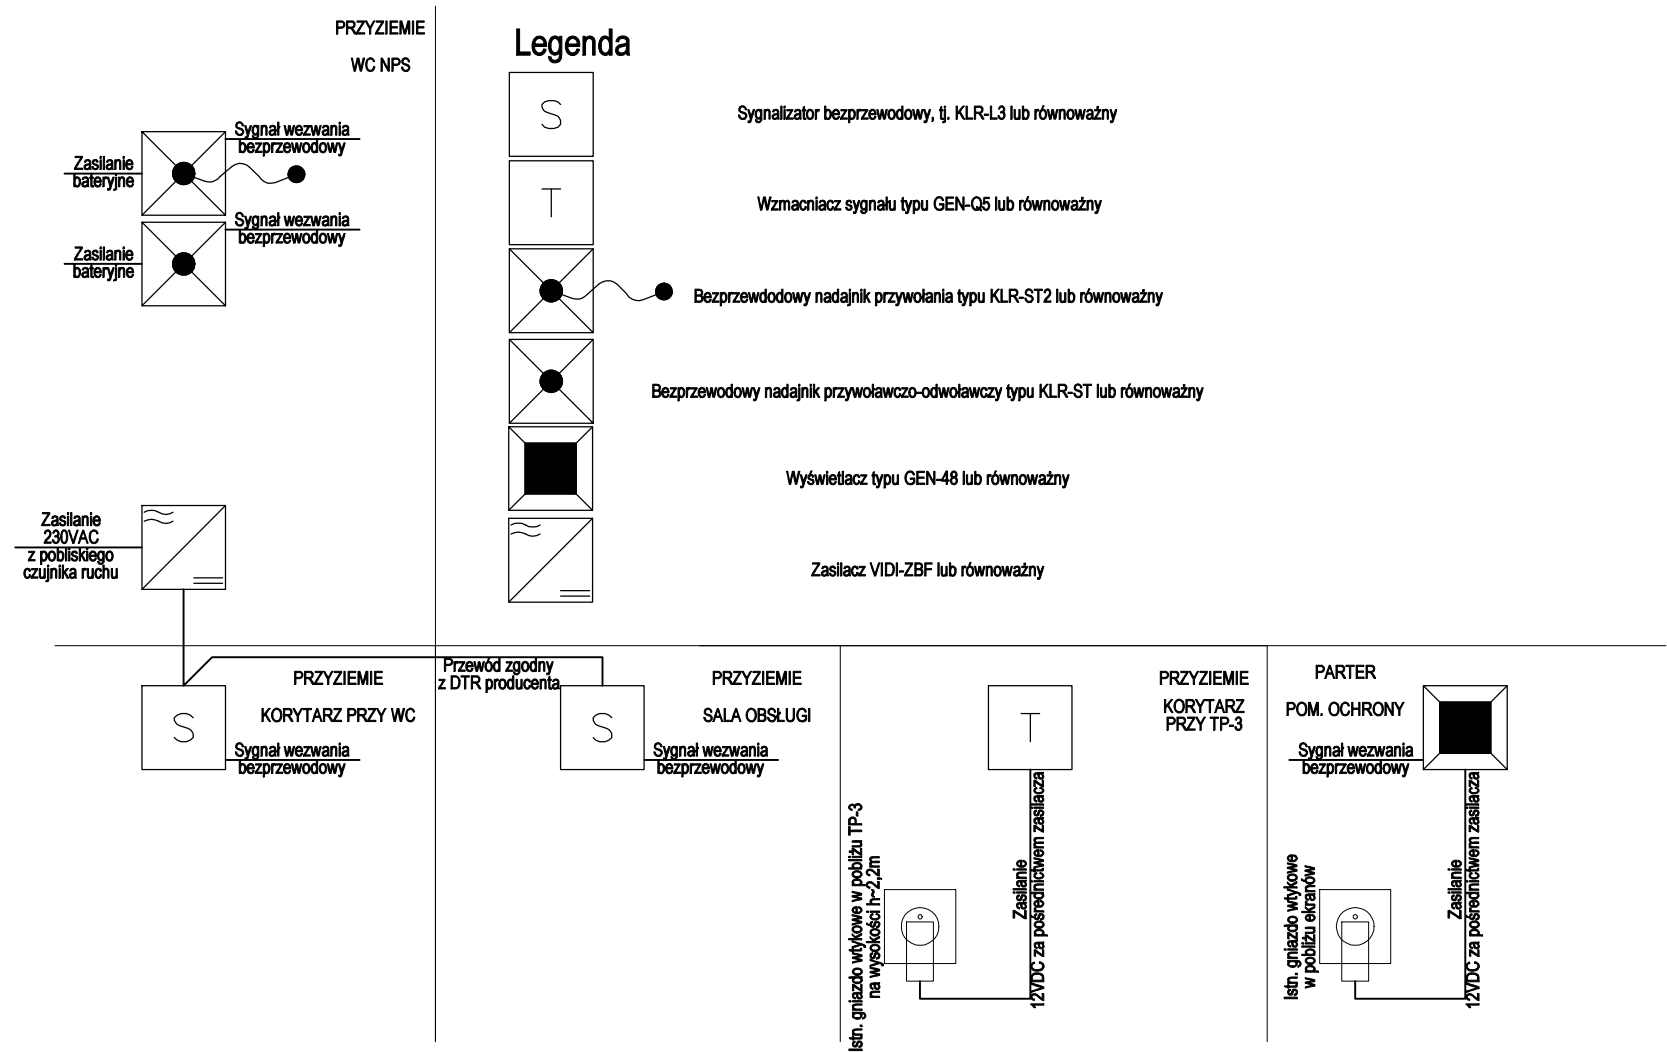 PRZYZIEMIE
WC NPS
Sygnał wezwania
bezprzewodowy
Zasilanie
bateryjne
Sygnał wezwania
bezprzewodowy
Zasilanie
bateryjne
Zasilanie
230VAC
z pobliskiego
czujnika ruchu
Legenda
S
Sygnalizator bezprzewodowy, tj. KLR-L3 lub równoważny
T
Wzmacniacz sygnału typu GEN-Q5 lub równoważny
Bezprzewdodowy nadajnik przywołania typu KLR-ST2 lub równoważny
Bezprzewodowy nadajnik przywoławczo-odwoławczy typu KLR-ST lub równoważny
Wyświetlacz typu GEN-48 lub równoważny
Zasilacz VIDI-ZBF lub równoważny
PRZYZIEMIE
KORYTARZ PRZY WC
S
Sygnał wezwania
bezprzewodowy
Przewód zgodny
z DTR producenta
PRZYZIEMIE
SALA OBSŁUGI
S
Sygnał wezwania
bezprzewodowy
PRZYZIEMIE
KORYTARZ
PRZY TP-3
T
Istn. gniazdo wtykowe w pobliżu TP-3
na wysokości h~2,2m
Zasilanie
12VDC za pośrednictwem zasilacza
PARTER
POM. OCHRONY
Sygnał wezwania
bezprzewodowy
Istn. gniazdo wtykowe
w pobliżu ekranów
Zasilanie
12VDC za pośrednictwem zasilacza